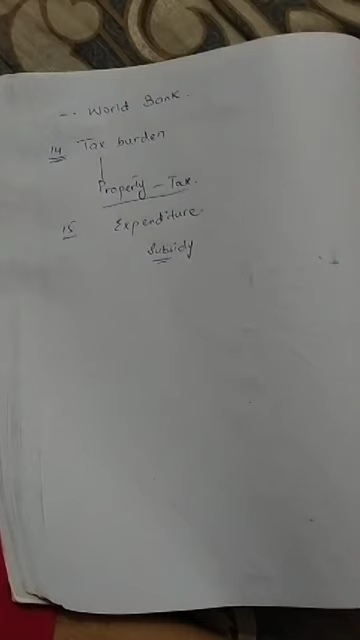 -. World Bank.
14 Tax burden
Property - Tax.
15 Expenditure
Subsidy